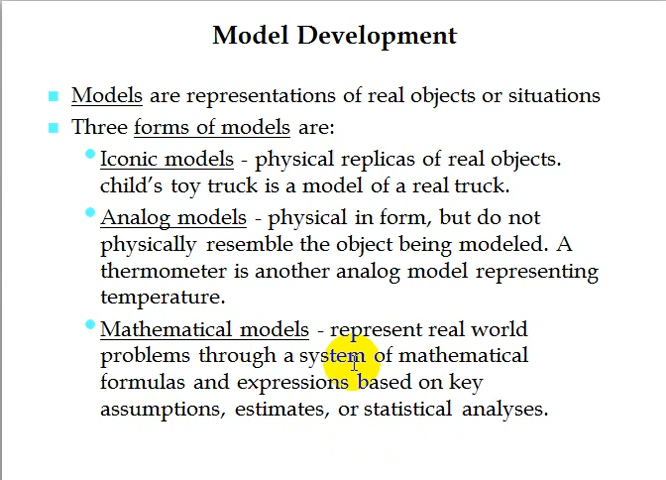 Model Development
Models are representations of real objects or situations
Three forms of models are:
Iconic models - physical replicas of real objects.
child's toy truck is a model of a real truck.
Analog models - physical in form, but do not
physically resemble the object being modeled. A
thermometer is another analog model representing
temperature.
Mathematical models - represent real world
problems through a system of mathematical
formulas and expressions based on key
assumptions, estimates, or statistical analyses.